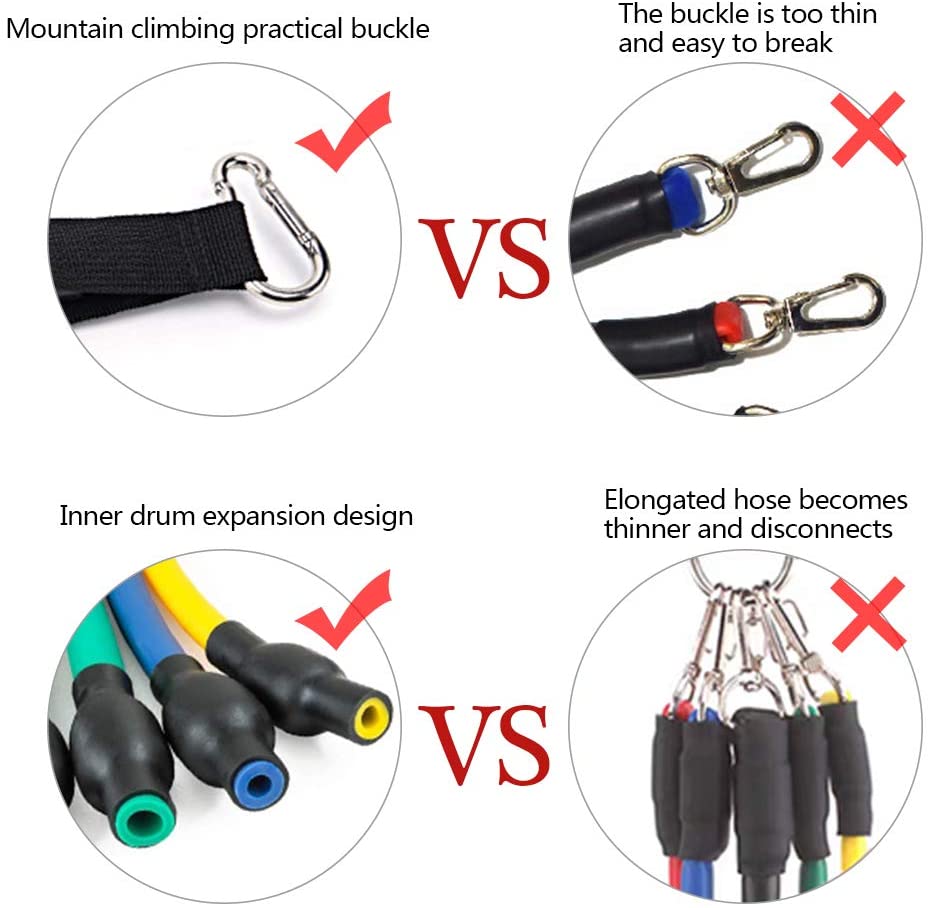 Mountain climbing practical buckle
The buckle is too thin
and easy to break
VS
Inner drum expansion design
Elongated hose becomes
thinner and disconnects
VS